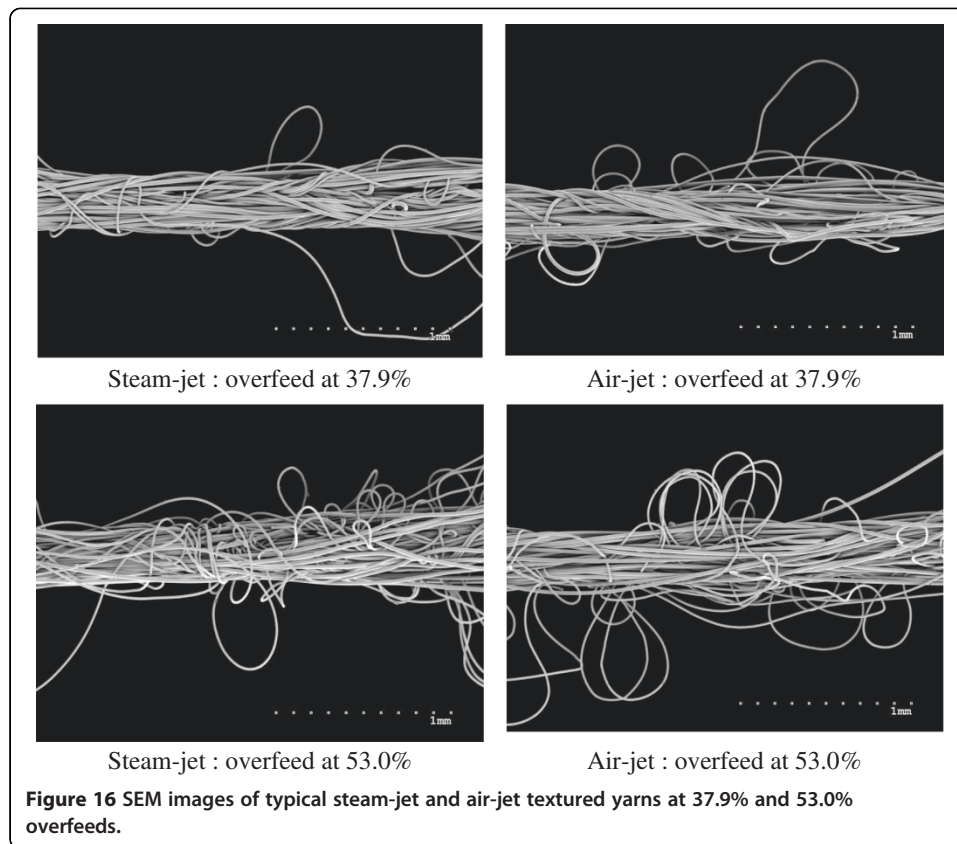 1mm
1mm
Steam-jet : overfeed at 37.9%
Air-jet : overfeed at 37.9%
1mm
1mm
Steam-jet : overfeed at 53.0%
Air-jet : overfeed at 53.0%
Figure 16 SEM images of typical steam-jet and air-jet textured yarns at 37.9% and 53.0%
overfeeds.